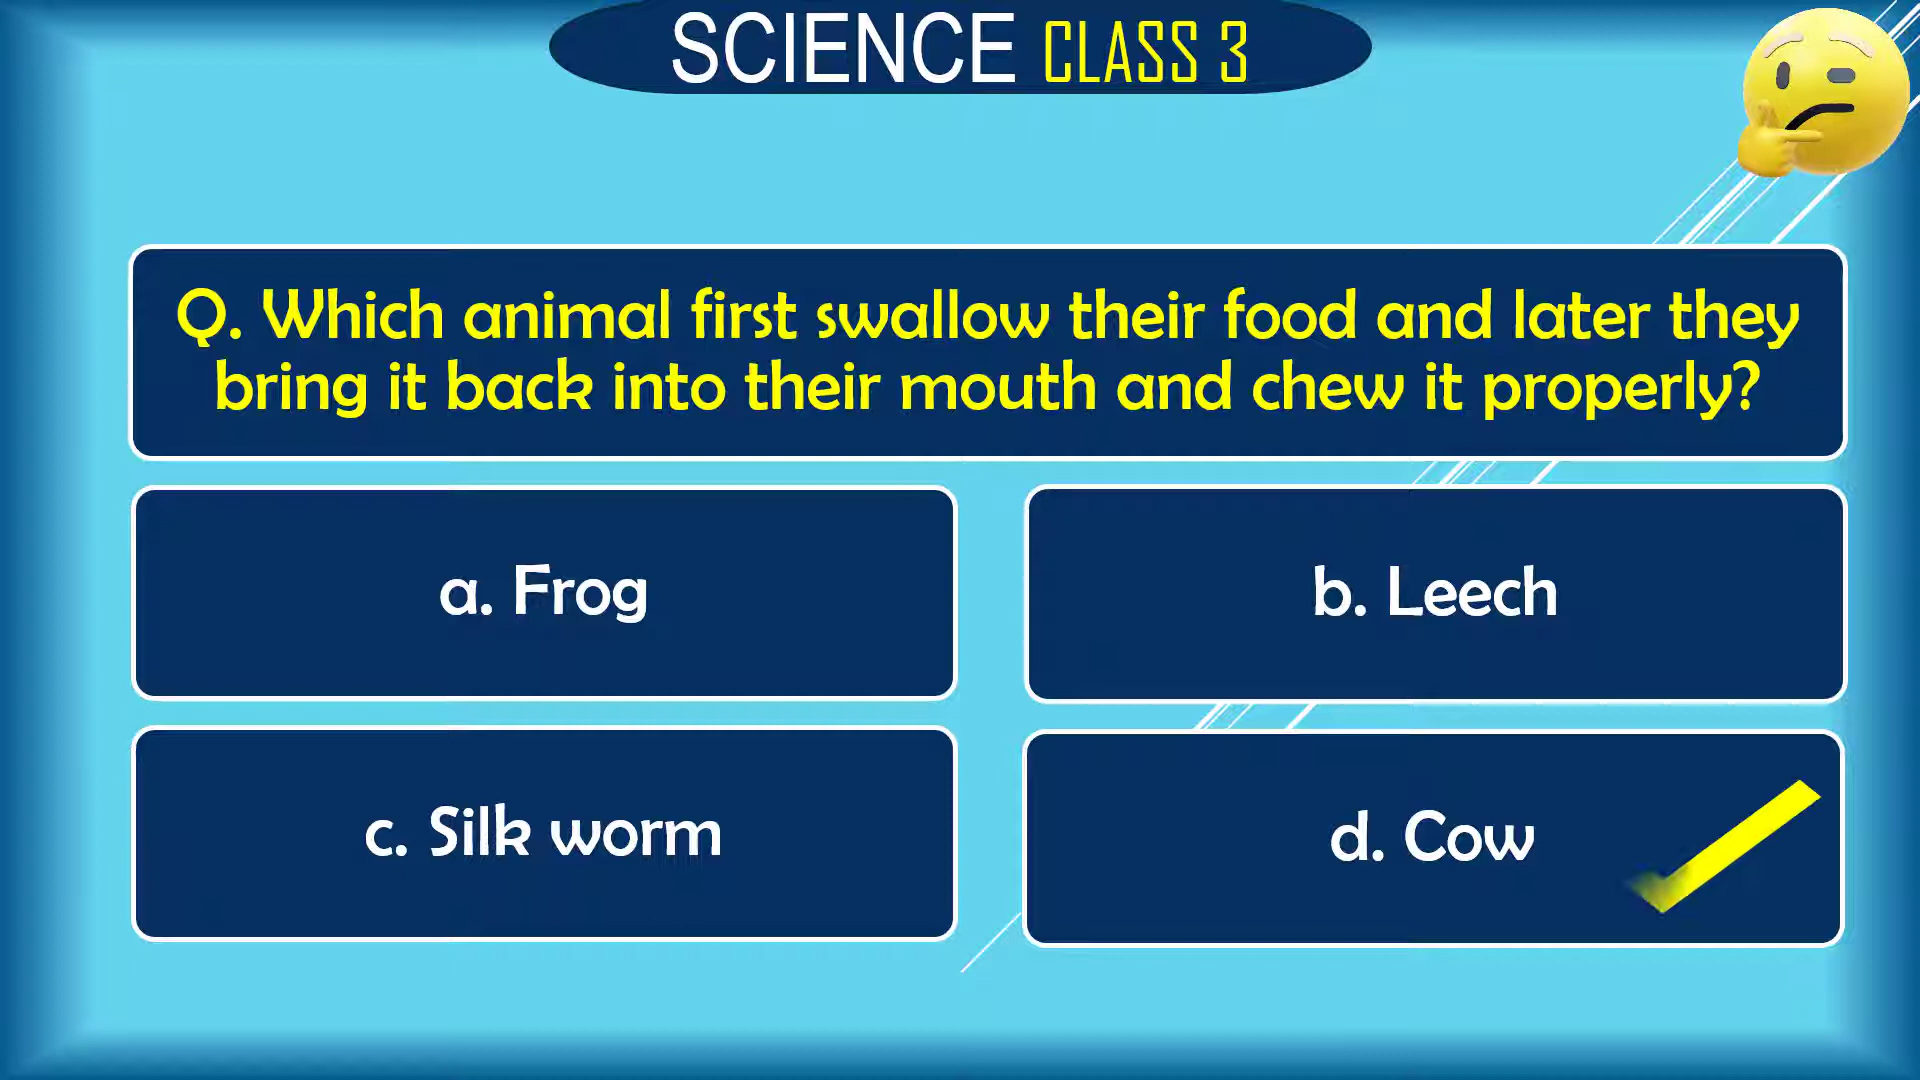 SCIENCE CLASS 3
Q. Which animal first swallow their food and later they
bring it back into their mouth and chew it properly?
a. Frog
b. Leech
c. Silk worm
d. Cow